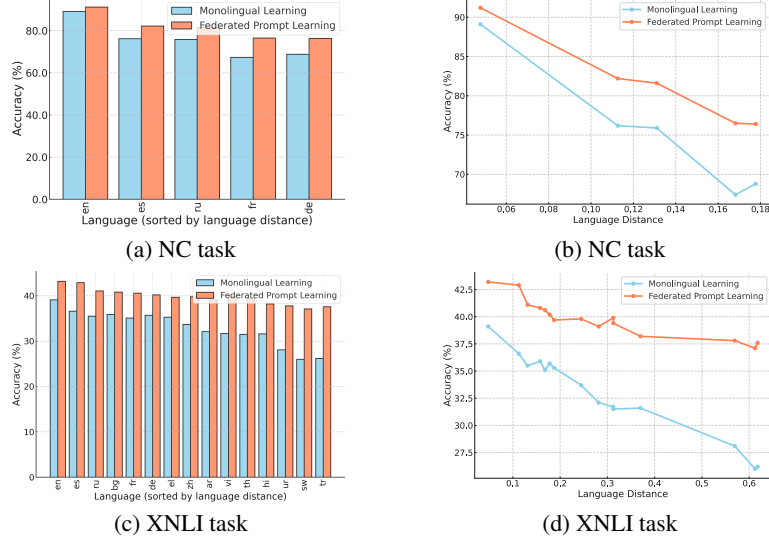 80.0
60.0
40.0
20.0
0.0
Accuracy (%)
Monolingual Learning
Federated Prompt Learning
en
es
ru
fr
de
Language (sorted by language distance)
(a) NC task
90
85
80
75
70
Accuracy (%)
Monolingual Learning
Federated Prompt Learning
0,06
0,08
0,10
0,12
0,14
0,16
0,18
Language Distance
(b) NC task
40
30
20
10
0
Accuracy (%)
Monolingual Learning
Federated Prompt Learning
en
es
ru
bg
fr
de
el
zh
ar
vi
th
hi
ur
sw
tr
Language (sorted by language distance)
(c) XNLI task
42.5
40.0
37.5
35.0
32.5
30.0
27.5
Accuracy (%)
Monolingual Learning
Federated Prompt Learning
0.1
0.2
0.3
0.4
0.5
0.6
Language Distance
(d) XNLI task